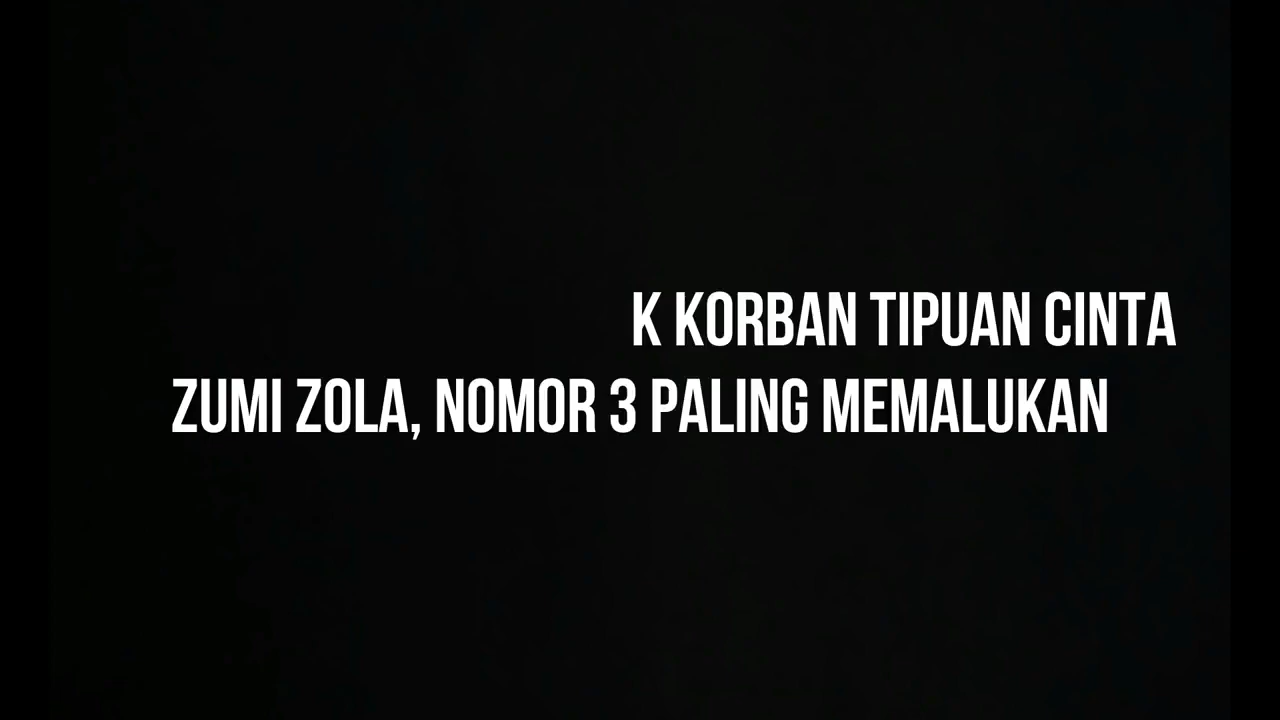 K KORBAN TIPUAN CINTA
ZUMI ZOLA, NOMOR 3 PALING MEMALUKAN